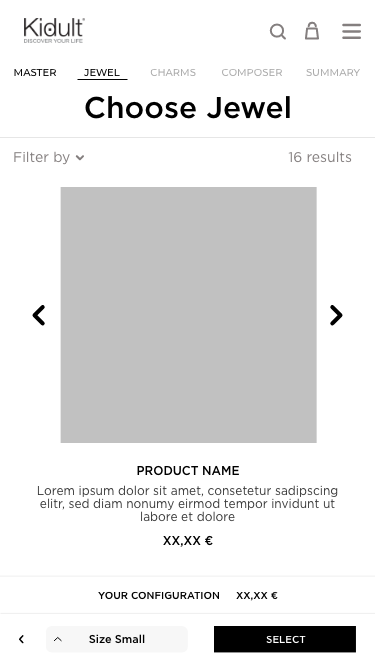 Kidult
DISCOVER YOUR LIFE
MASTER JEWEL CHARMS COMPOSER SUMMARY
Choose Jewel
Filter by 16 results
PRODUCT NAME
Lorem ipsum dolor sit amet, consetetur sadipscing
elitr, sed diam nonumy eirmod tempor invidunt ut
labore et dolore
XX,XX €
YOUR CONFIGURATION XX,XX €
Size Small SELECT